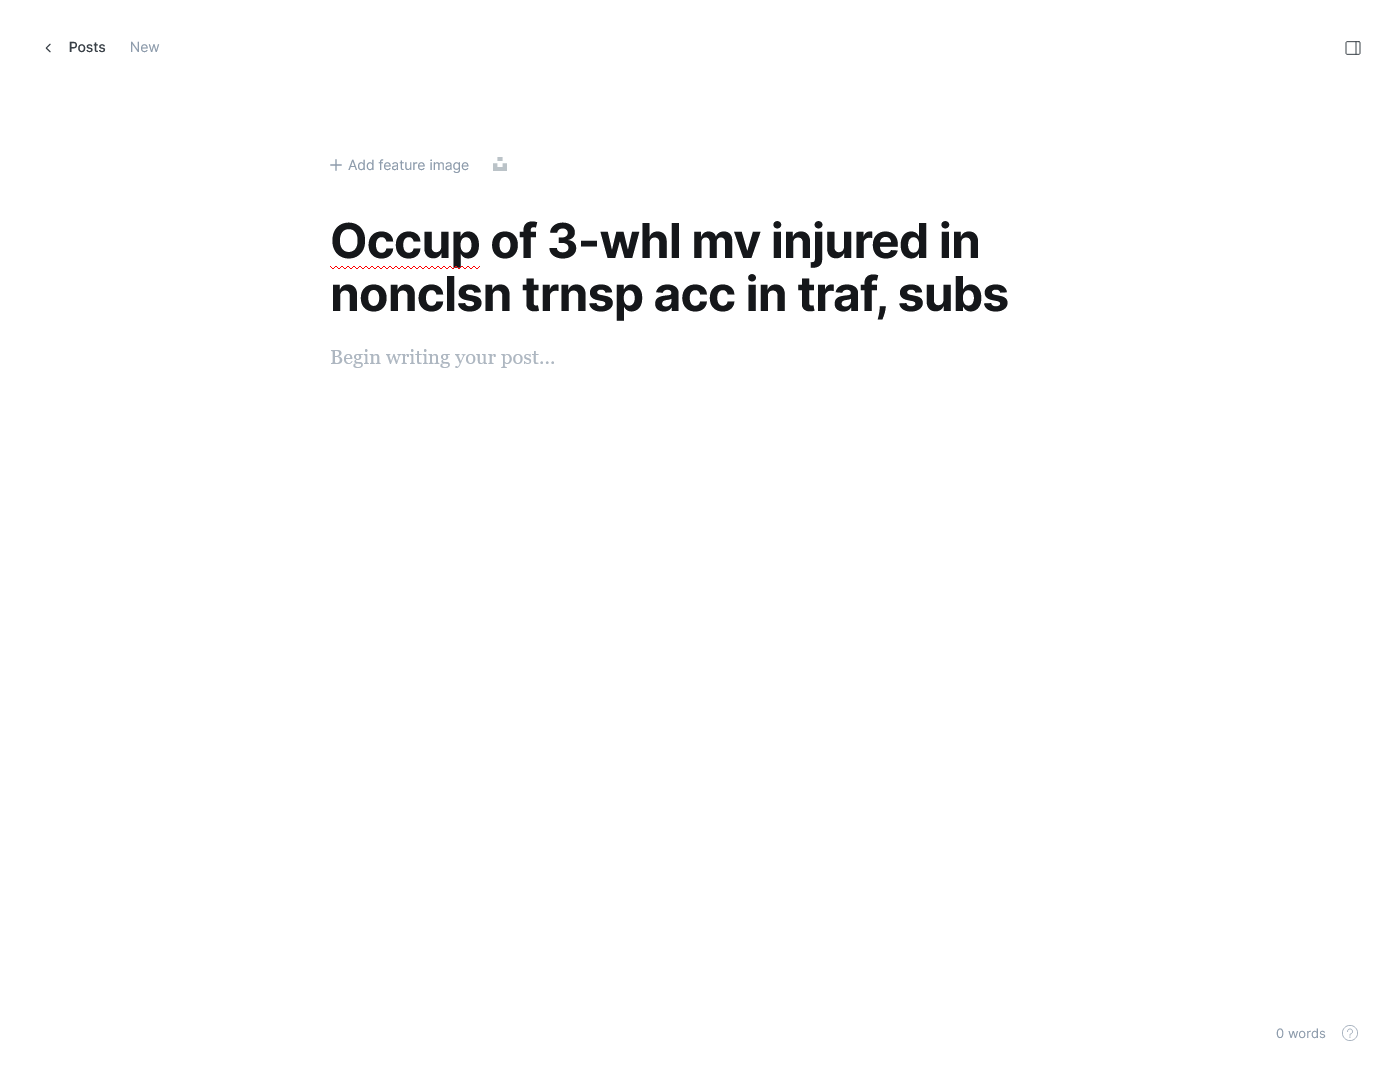 Posts New
Add feature image
Occup of 3-whl mv injured in
nonclsn trnsp acc in traf, subs
Begin writing your post...
0 words